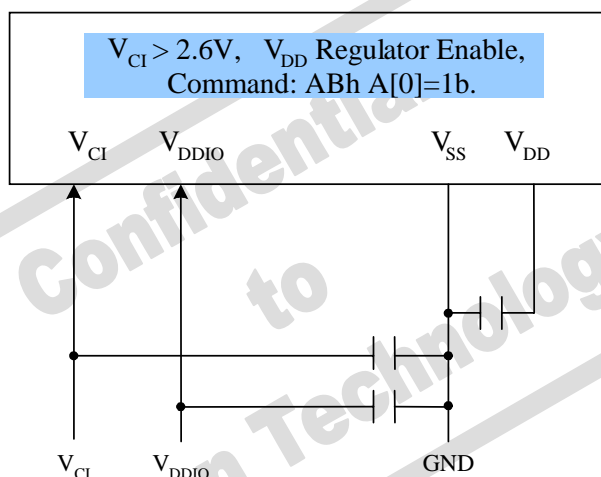 V_CI > 2.6V, V_DD Regulator Enable,
Command: ABh A[0]=1b.
V_CI V_DDIO V_SS V_DD
Confidential
to
Technology
V_CI V_DDIO GND